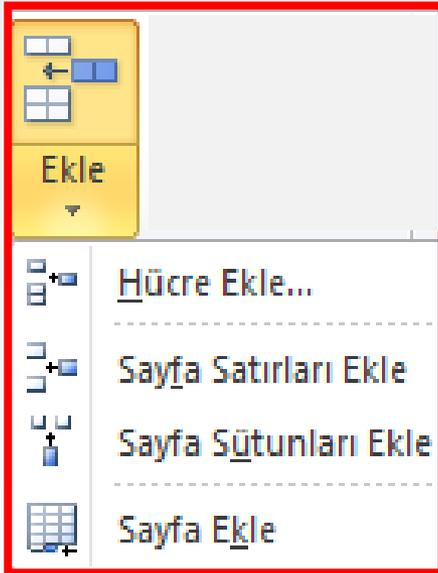 Ekle
Hücre Ekle...
Sayfa Satırları Ekle
Sayfa Sütunları Ekle
Sayfa Ekle